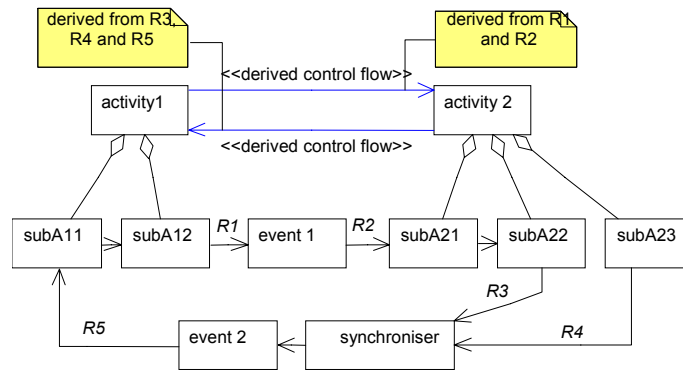 derived from R3,
R4 and R5
derived from R1
and R2
<<derived control flow>>
activity1
activity 2
<<derived control flow>>
subA11
subA12
R1
event 1
R2
subA21
subA22
subA23
R3
R5
event 2
synchroniser
R4